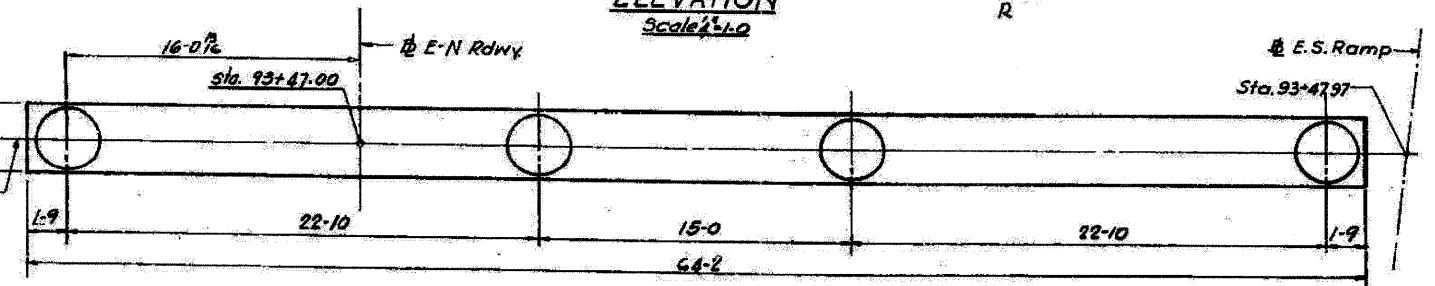 ELEVATION
Scale ¼"=1-0
R
16-0 13/16
℄ E-N Rdwy.
Sta. 93+47.00
℄ E.S. Ramp
Sta. 93+47.97
1-9
22-10
15-0
22-10
1-9
64-2